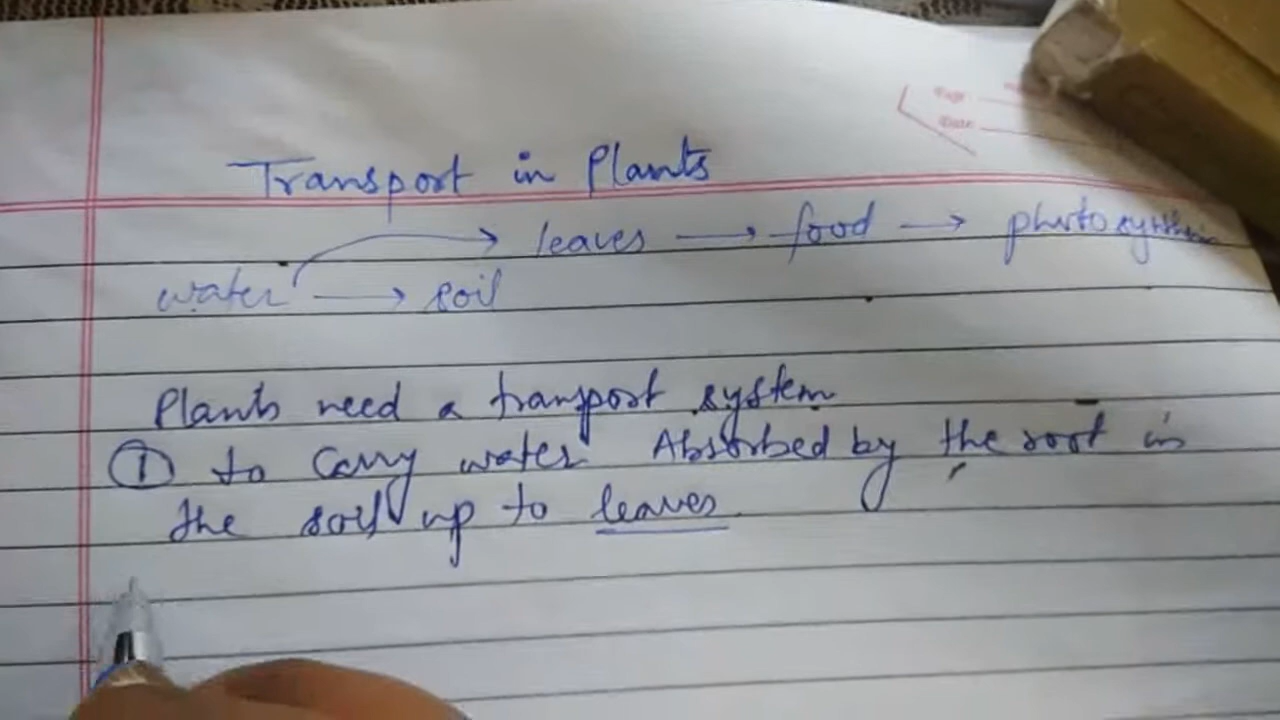 Transport in Plants
leaves → food → photosynthesis
water → soil
Plants need a transport system
① to carry water Absorbed by the root in
the soil up to leaves